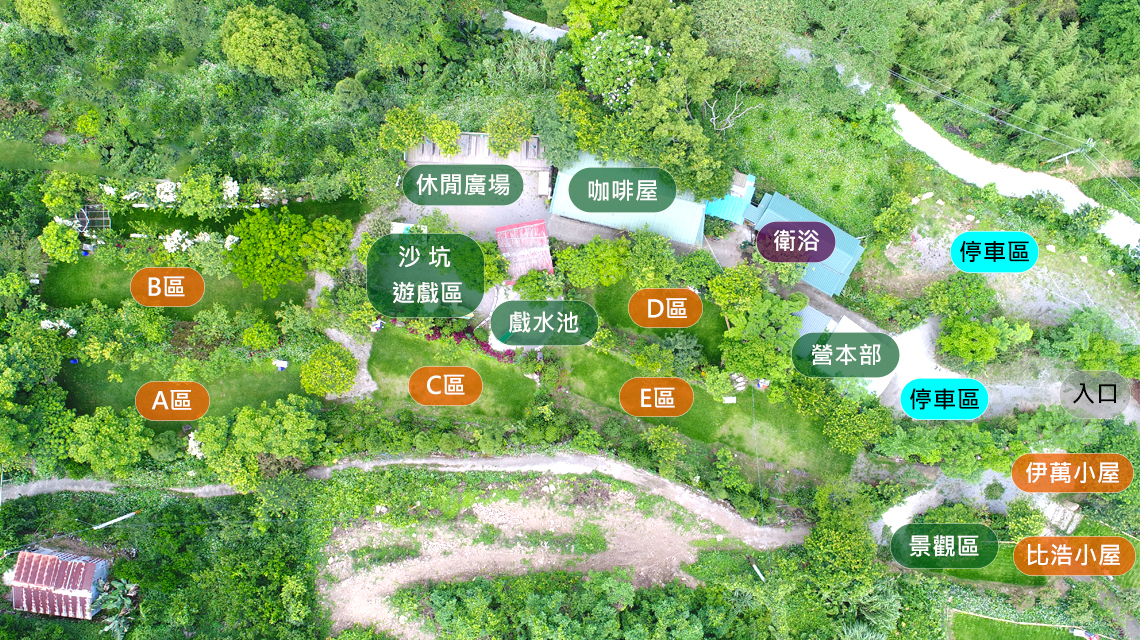 休閒廣場
咖啡屋
衛浴
停車區
沙坑
遊戲區
B區
D區
戲水池
營本部
C區
A區
E區
停車區
入口
伊萬小屋
景觀區
比浩小屋